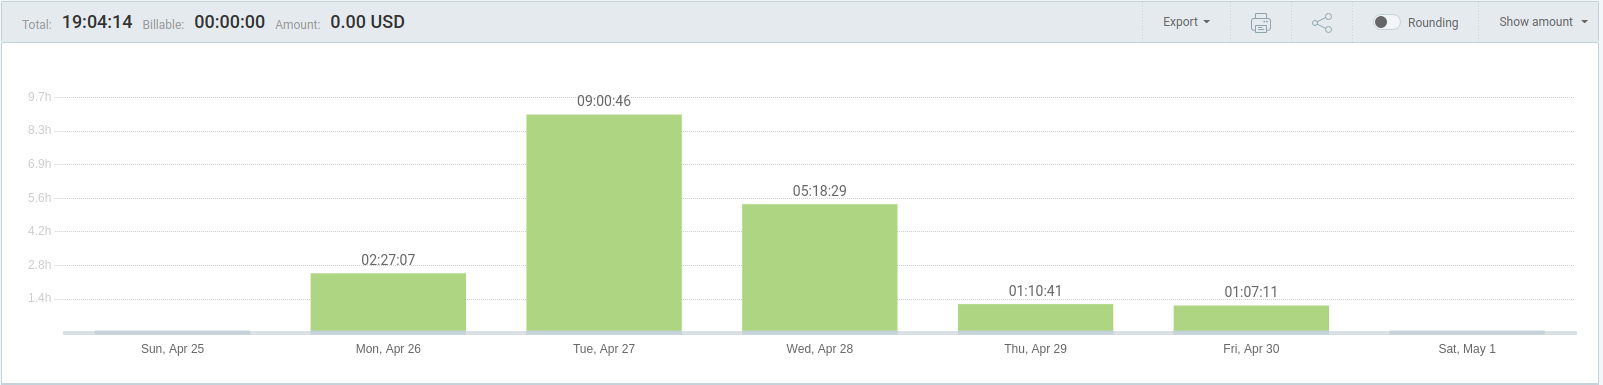 Total: 19:04:14 Billable: 00:00:00 Amount: 0.00 USD Export Rounding Show amount
9.7h
09:00:46
8.3h
6.9h
05:18:29
5.6h
4.2h
02:27:07
2.8h
01:10:41 01:07:11
1.4h
Sun, Apr 25 Mon, Apr 26 Tue, Apr 27 Wed, Apr 28 Thu, Apr 29 Fri, Apr 30 Sat, May 1